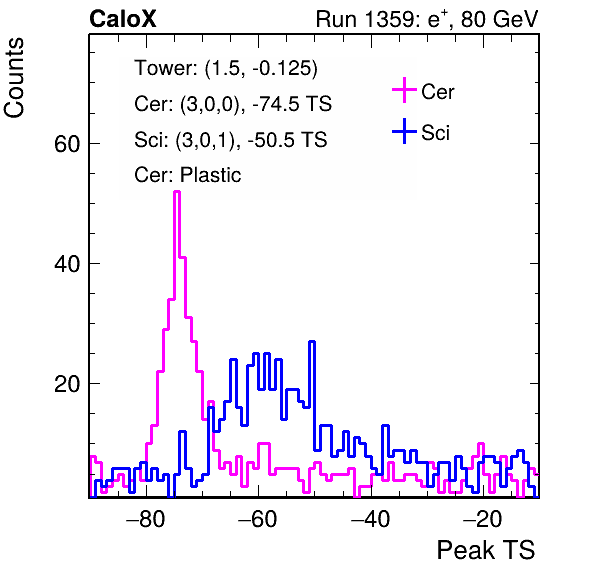 CaloX Run 1359: e⁺, 80 GeV
Counts
Tower: (1.5, -0.125)
Cer: (3,0,0), -74.5 TS
Sci: (3,0,1), -50.5 TS
Cer: Plastic
Cer
Sci
60
40
20
−80 −60 −40 −20
Peak TS